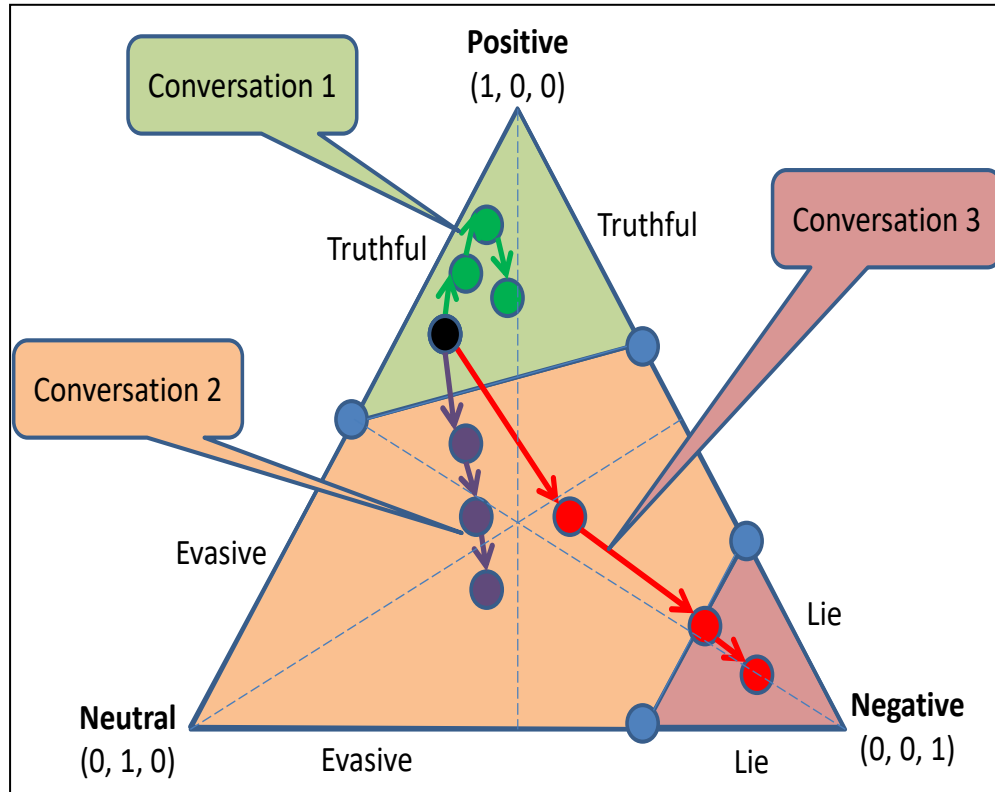 Positive
(1, 0, 0)
Conversation 1
Conversation 3
Truthful
Truthful
Conversation 2
Evasive
Lie
Neutral
(0, 1, 0)
Negative
(0, 0, 1)
Evasive
Lie